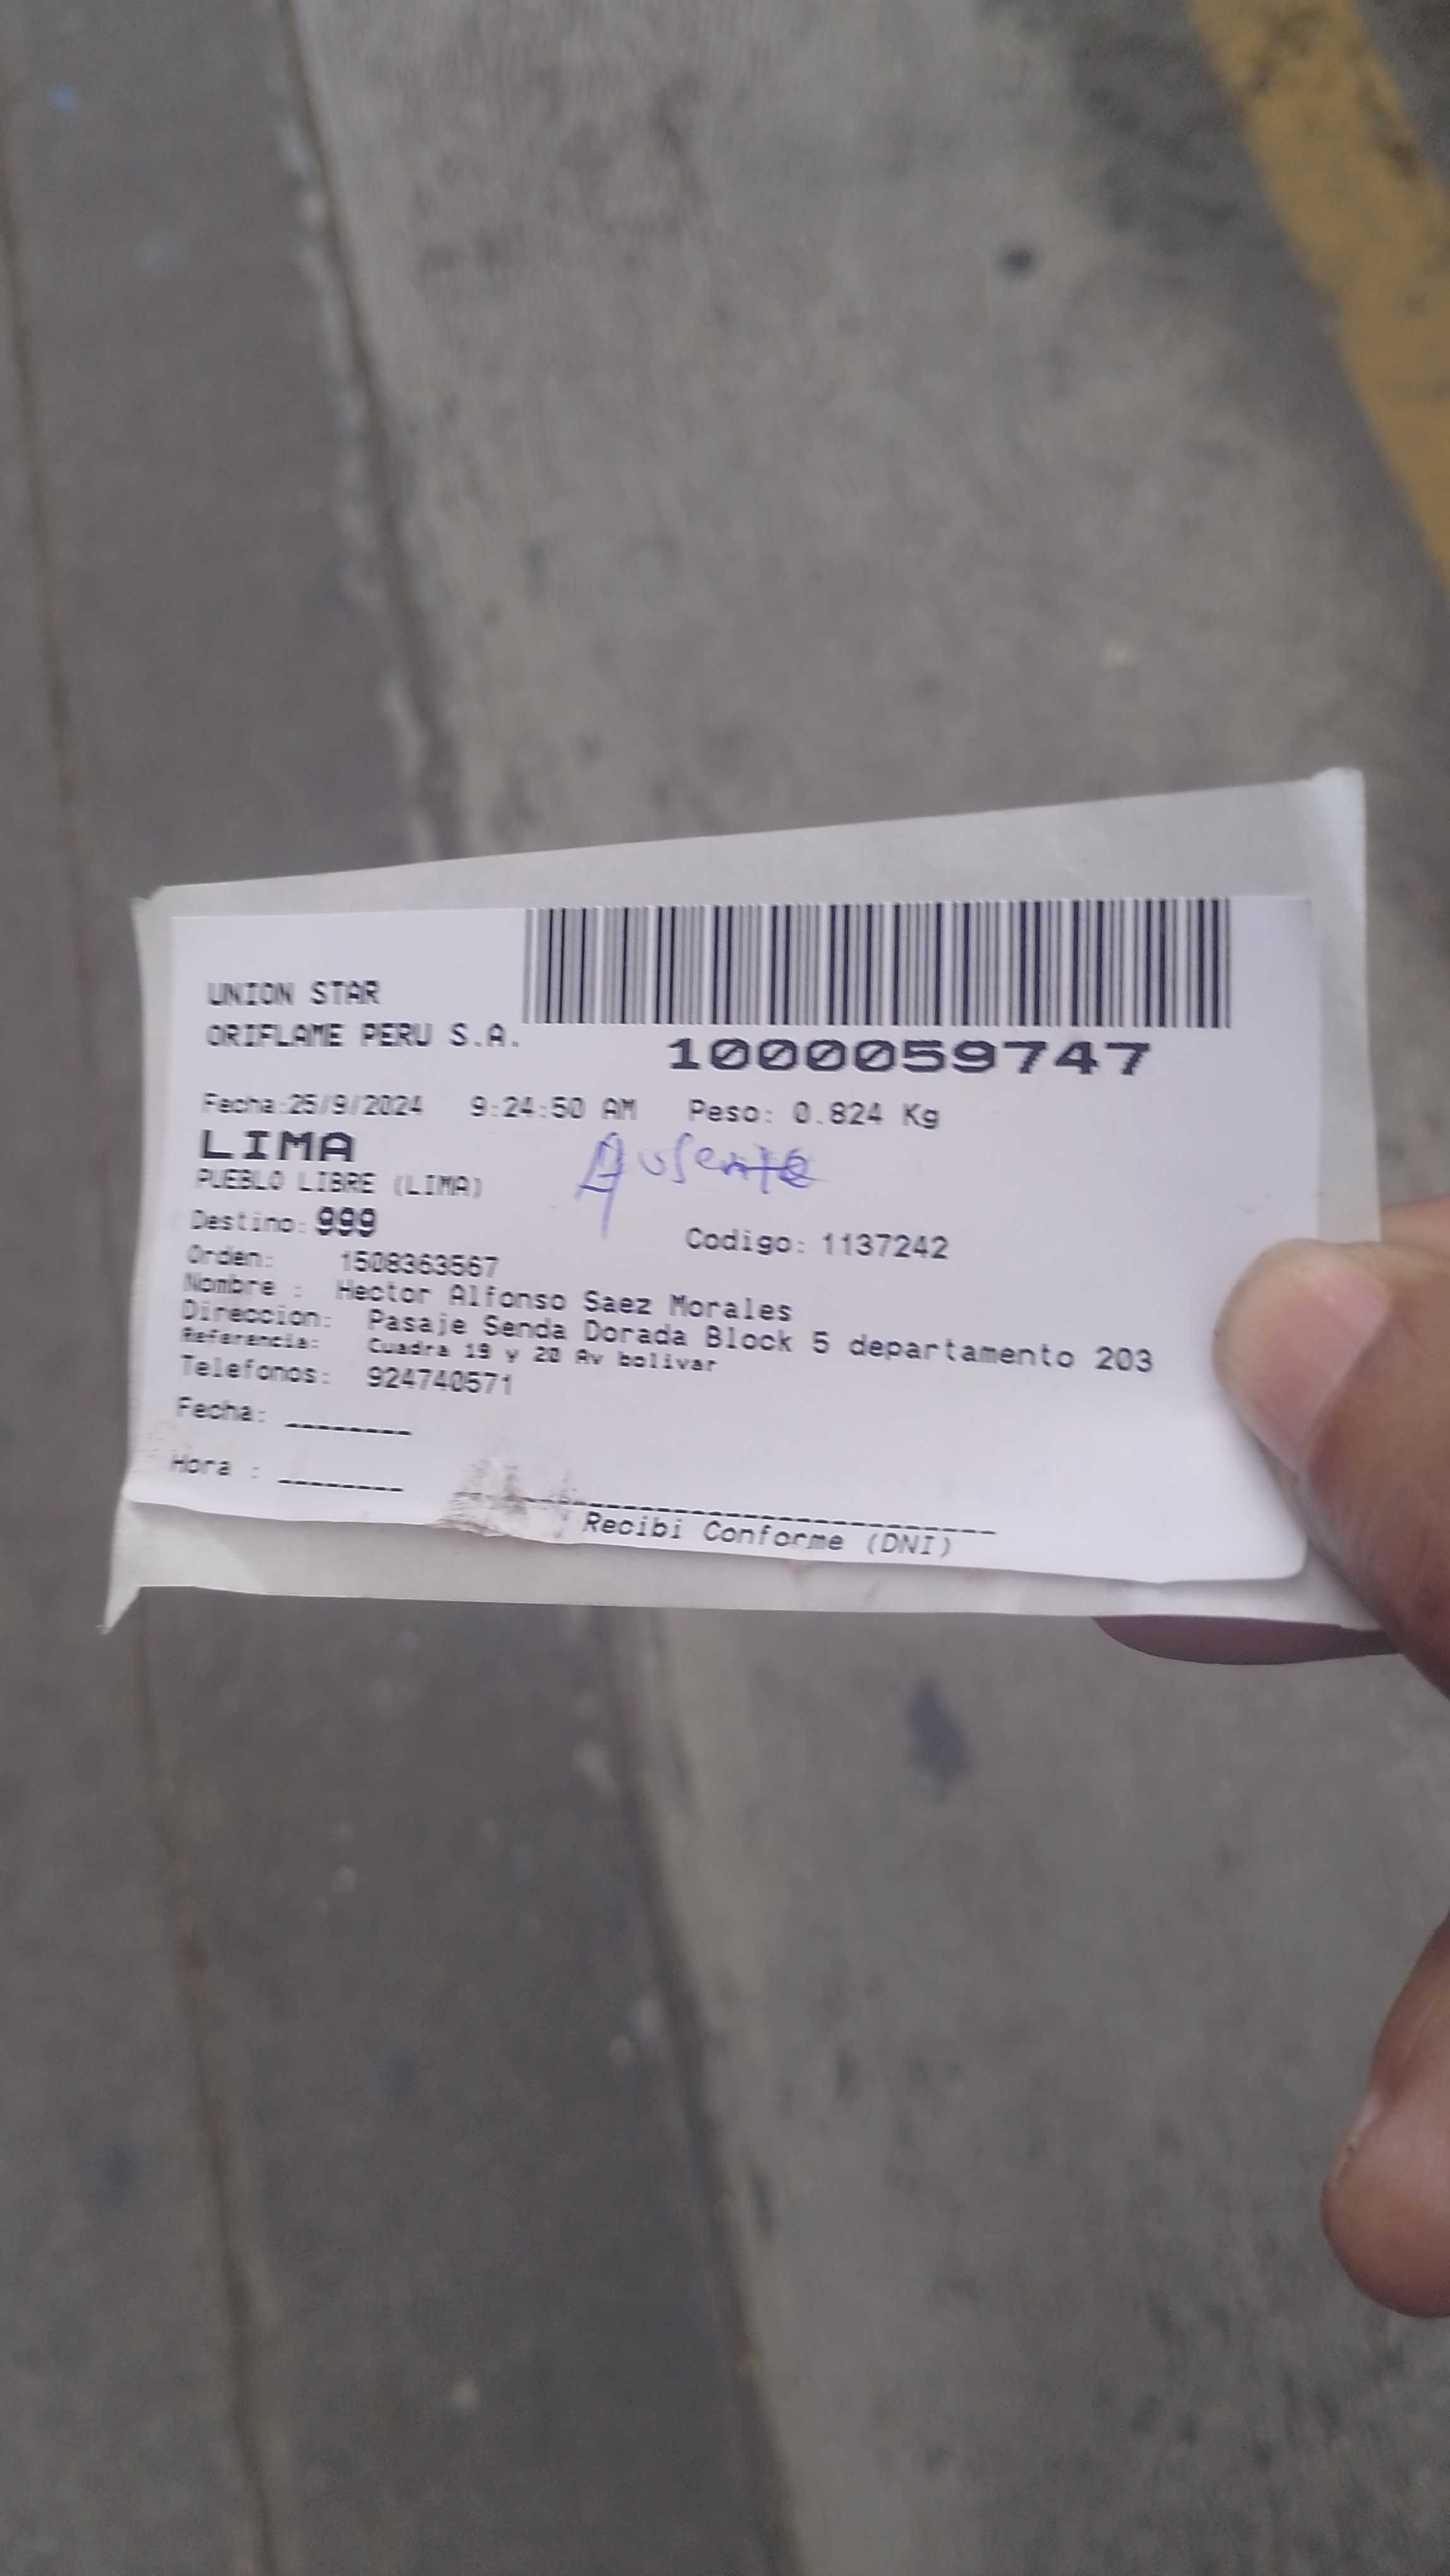 UNION STAR
ORIFLAME PERU S.A.
1000059747
Fecha:25/9/2024 9:24:50 AM Peso: 0.824 Kg
LIMA
Ausente
PUEBLO LIBRE (LIMA)
Destino: 999
Codigo: 1137242
Orden: 1508363567
Nombre : Hector Alfonso Saez Morales
Direccion: Pasaje Senda Dorada Block 5 departamento 203
Referencia: Cuadra 19 y 20 Av bolivar
Telefonos: 924740571
Fecha: ________
Hora : ________
Recibi Conforme (DNI)